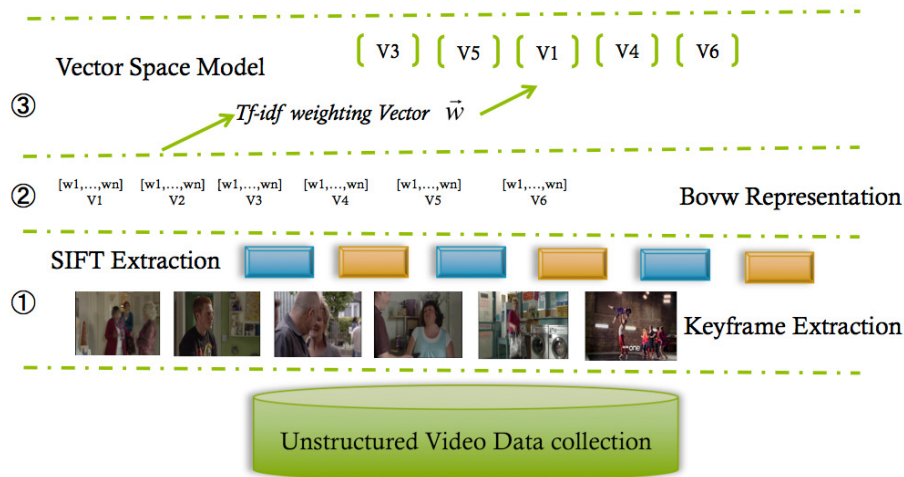 V3 V5 V1 V4 V6
Vector Space Model
③
Tf-idf weighting Vector w⃗
[w1,...,wn] [w1,...,wn] [w1,...,wn] [w1,...,wn] [w1,...,wn] [w1,...,wn]
②
V1 V2 V3 V4 V5 V6
Bovw Representation
SIFT Extraction
①
Keyframe Extraction
one
Unstructured Video Data collection